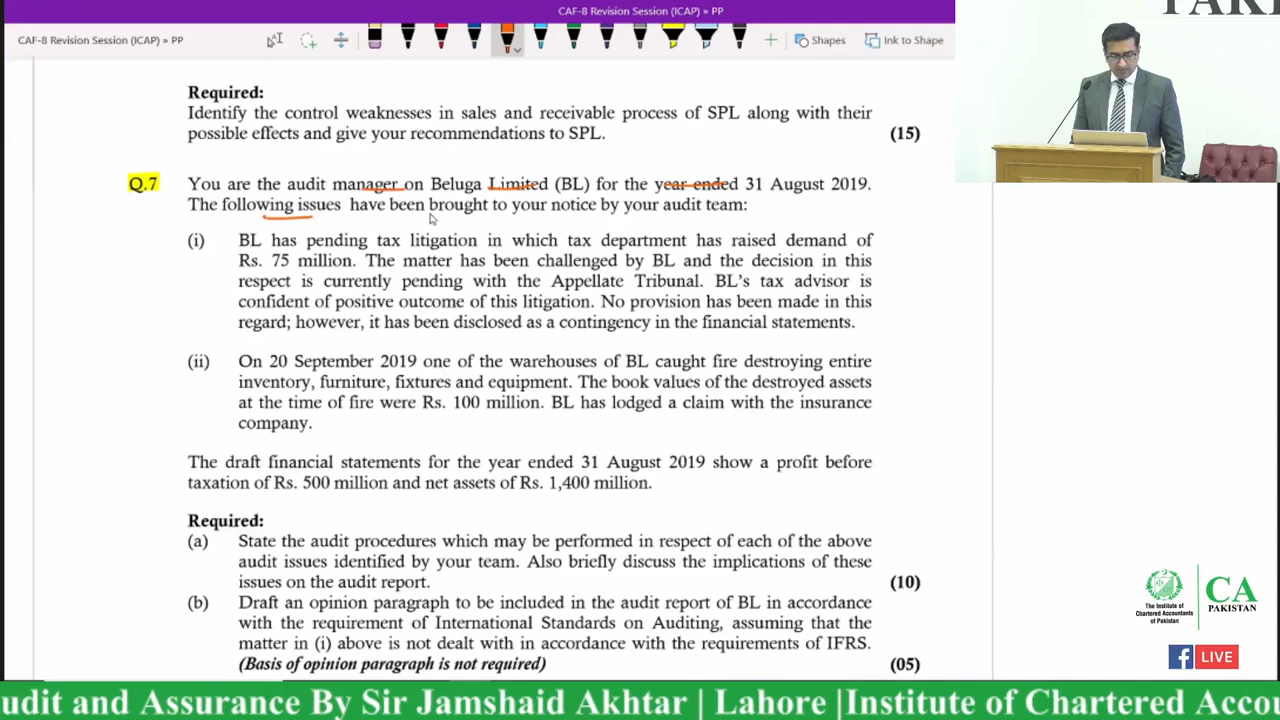 CAF-8 Revision Session (ICAP) » PP
CAF-8 Revision Session (ICAP) » PP
Shapes
Ink to Shape
Required:
Identify the control weaknesses in sales and receivable process of SPL along with their
possible effects and give your recommendations to SPL.
(15)
Q.7
You are the audit manager on Beluga Limited (BL) for the year ended 31 August 2019.
The following issues have been brought to your notice by your audit team:
(i) BL has pending tax litigation in which tax department has raised demand of
Rs. 75 million. The matter has been challenged by BL and the decision in this
respect is currently pending with the Appellate Tribunal. BL's tax advisor is
confident of positive outcome of this litigation. No provision has been made in this
regard; however, it has been disclosed as a contingency in the financial statements.
(ii) On 20 September 2019 one of the warehouses of BL caught fire destroying entire
inventory, furniture, fixtures and equipment. The book values of the destroyed assets
at the time of fire were Rs. 100 million. BL has lodged a claim with the insurance
company.
The draft financial statements for the year ended 31 August 2019 show a profit before
taxation of Rs. 500 million and net assets of Rs. 1,400 million.
Required:
(a) State the audit procedures which may be performed in respect of each of the above
audit issues identified by your team. Also briefly discuss the implications of these
issues on the audit report.
(10)
(b) Draft an opinion paragraph to be included in the audit report of BL in accordance
with the requirement of International Standards on Auditing, assuming that the
matter in (i) above is not dealt with in accordance with the requirements of IFRS.
(Basis of opinion paragraph is not required)
(05)
The Institute of
Chartered Accountants
of Pakistan
CA
PAKISTAN
LIVE
udit and Assurance By Sir Jamshaid Akhtar | Lahore |Institute of Chartered Accou